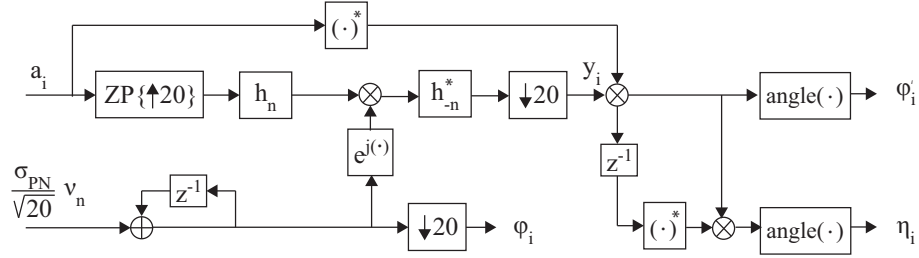 (·)*
a_i
y_i
ZP{↑20} h_n h*_{-n} ↓20 angle(·) φ'_i
e^{j(·)} z^{-1}
σ_PN/√20 ν_n z^{-1}
↓20 φ_i (·)* angle(·) η_i